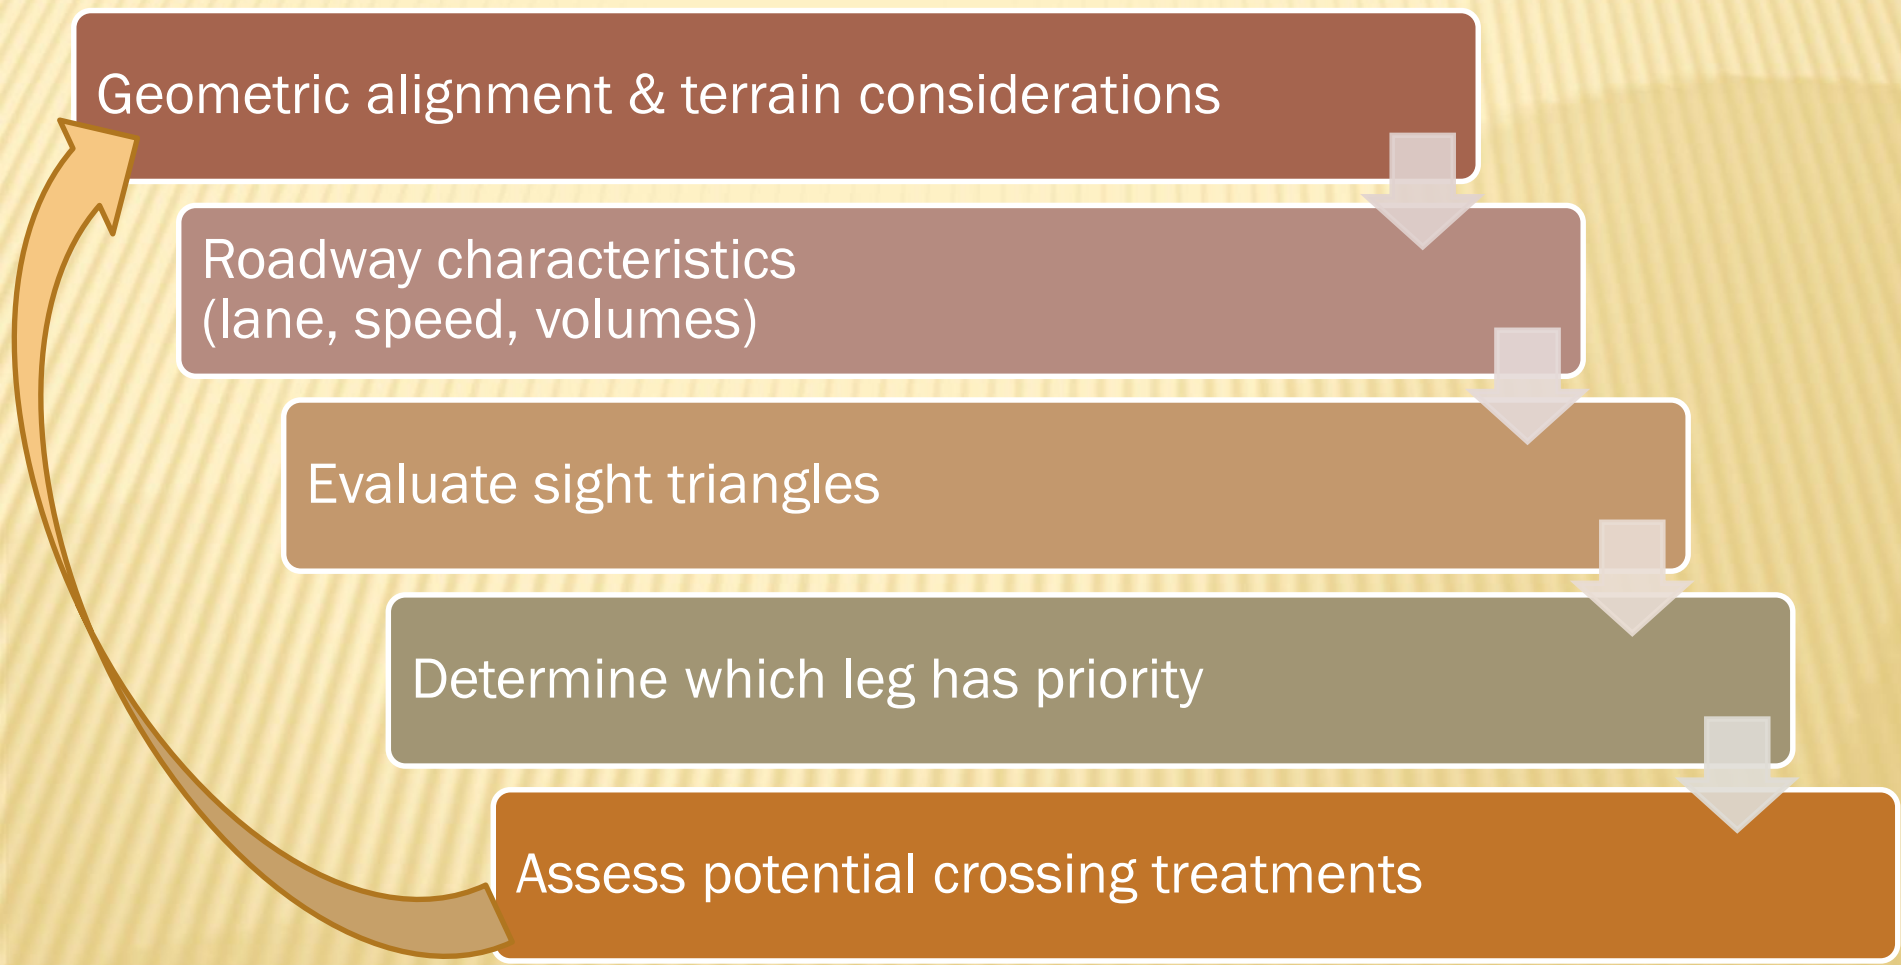 Geometric alignment & terrain considerations
Roadway characteristics
(lane, speed, volumes)
Evaluate sight triangles
Determine which leg has priority
Assess potential crossing treatments